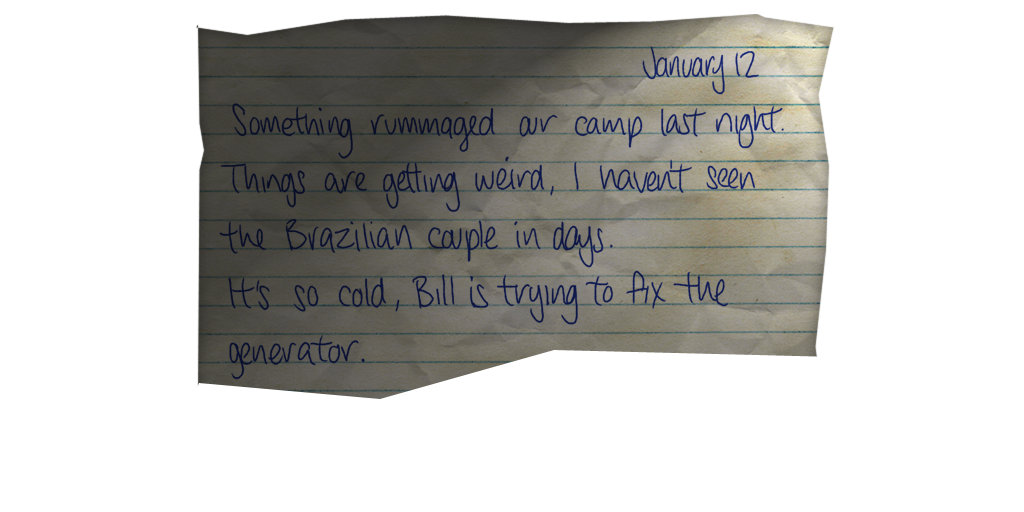 January 12
Something rummaged our camp last night.
Things are getting weird, I haven't seen
the Brazilian couple in days.
It's so cold, Bill is trying to fix the
generator.